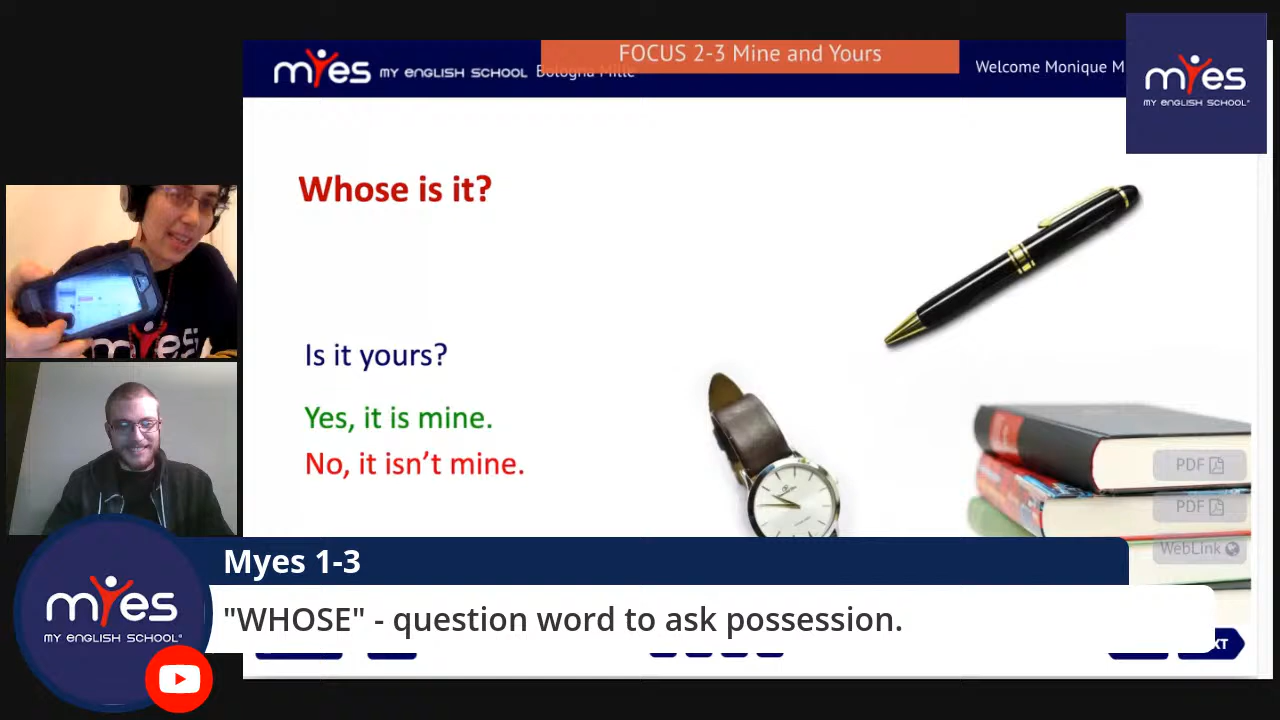 FOCUS 2-3 Mine and Yours
myes MY ENGLISH SCHOOL Bologna Mille
Welcome Monique M
myes
MY ENGLISH SCHOOL
Whose is it?
Is it yours?
Yes, it is mine.
No, it isn't mine.
PDF
PDF
WebLink
Myes 1-3
"WHOSE" - question word to ask possession.
myes
MY ENGLISH SCHOOL